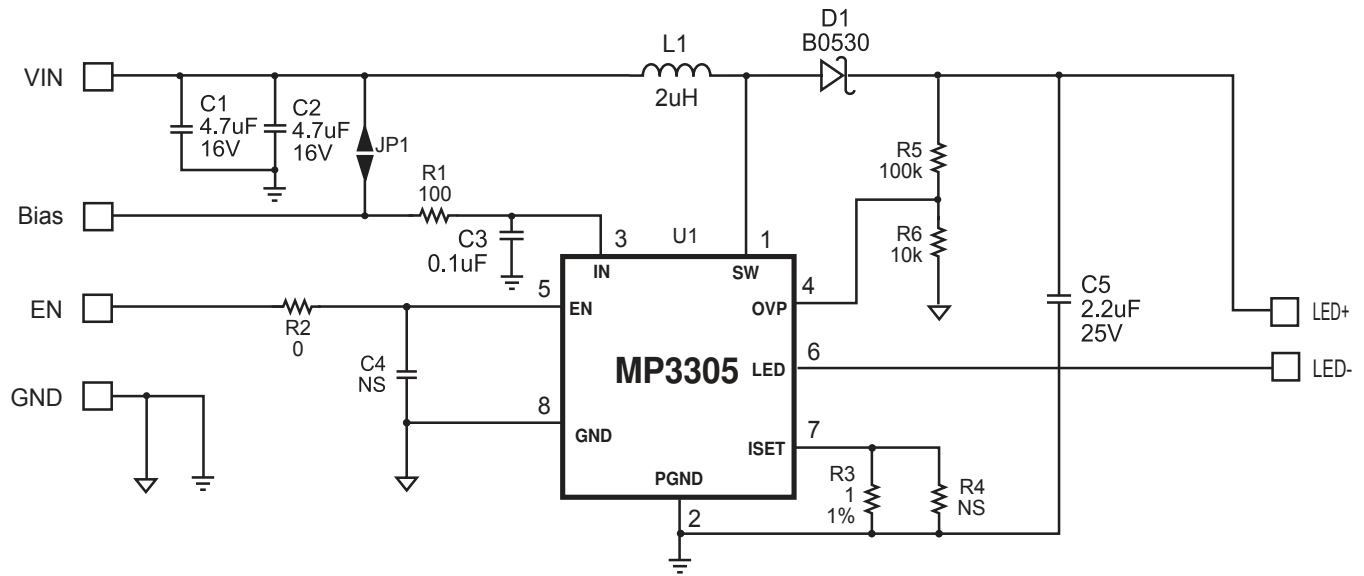 D1
B0530
L1
2uH
VIN
C1
4.7uF
16V
C2
4.7uF
16V
JP1
R5
100k
R1
100
Bias
C3
0.1uF
3
U1
1
R6
10k
IN
SW
4
OVP
5
EN
EN
R2
0
C5
2.2uF
25V
LED+
C4
NS
MP3305
6
LED
LED-
GND
8
GND
7
ISET
R3
1
1%
R4
NS
PGND
2